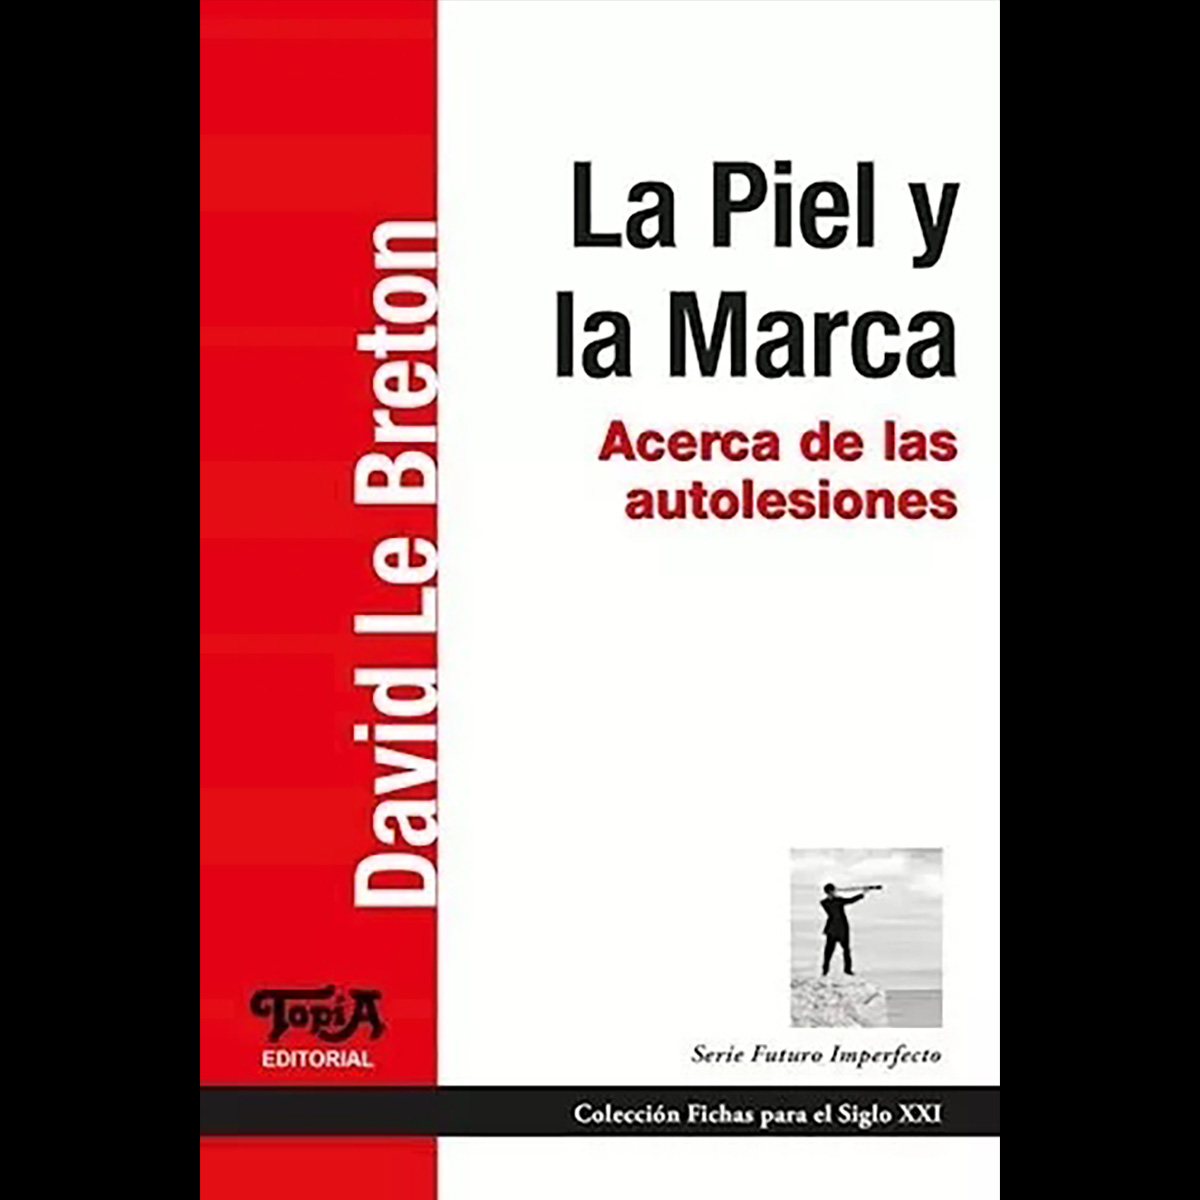 La Piel y
la Marca
Acerca de las
autolesiones
David Le Breton
TopíA
EDITORIAL
Serie Futuro Imperfecto
Colección Fichas para el Siglo XXI